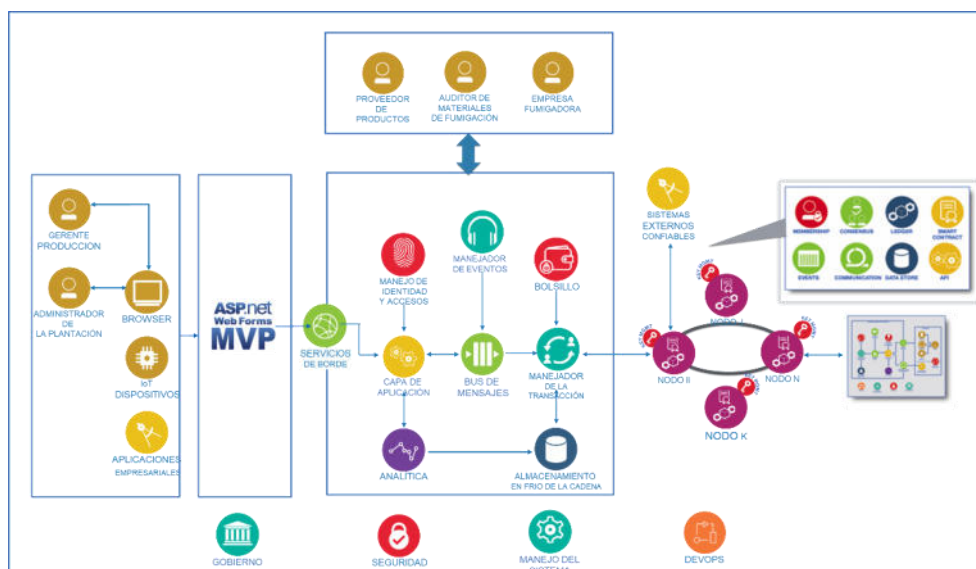 PROVEEDOR
DE
PRODUCTOS
AUDITOR DE
MATERIALES
DE FUMIGACIÓN
EMPRESA
FUMIGADORA
GERENTE
PRODUCCION
ADMINISTRADOR
DE
LA PLANTACIÓN
BROWSER
IoT
DISPOSITIVOS
APLICACIONES
EMPRESARIALES
ASP.net
Web Forms
MVP
SERVICIOS
DE BORDE
MANEJO DE
IDENTIDAD
Y ACCESOS
MANEJADOR
DE EVENTOS
BOLSILLO
CAPA DE
APLICACIÓN
BUS DE
MENSAJES
MANEJADOR
DE LA
TRANSACCIÓN
ANALÍTICA
ALMACENAMIENTO
EN FRIO DE LA CADENA
SISTEMAS
EXTERNOS
CONFIABLES
NODO J
NODO II
NODO N
NODO K
MEMBERSHIP
CONSENSUS
LEDGER
SMART
CONTRACT
EVENTS
COMMUNICATION
DATA STORE
API
GOBIERNO
SEGURIDAD
MANEJO DEL
SISTEMA
DEVOPS